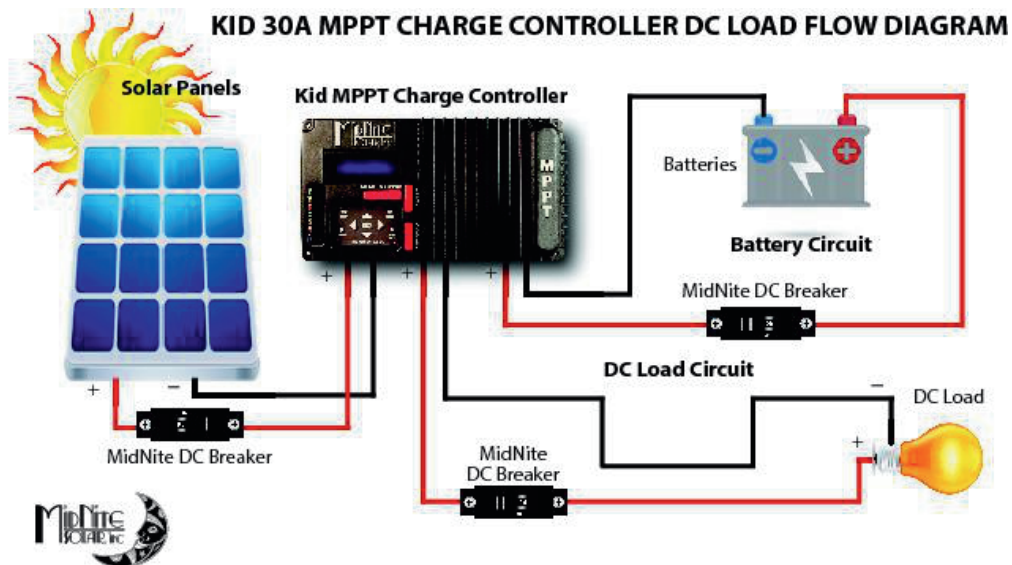 KID 30A MPPT CHARGE CONTROLLER DC LOAD FLOW DIAGRAM
Solar Panels
Kid MPPT Charge Controller
MidNite
MPPT
Batteries
Battery Circuit
MidNite DC Breaker
+
+
+
DC Load Circuit
+
−
−
DC Load
MidNite DC Breaker
MidNite
DC Breaker
+
MidNite
Solar Inc